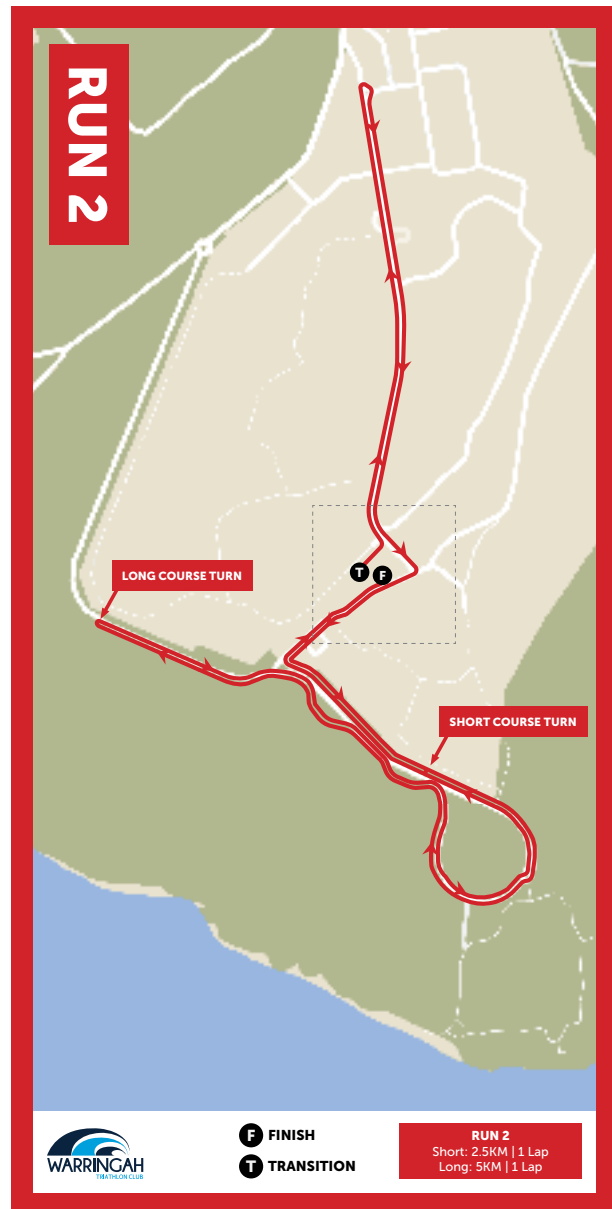 RUN 2
T
F
LONG COURSE TURN
SHORT COURSE TURN
WARRINGAH
TRIATHLON CLUB
F FINISH
T TRANSITION
RUN 2
Short: 2.5KM | 1 Lap
Long: 5KM | 1 Lap